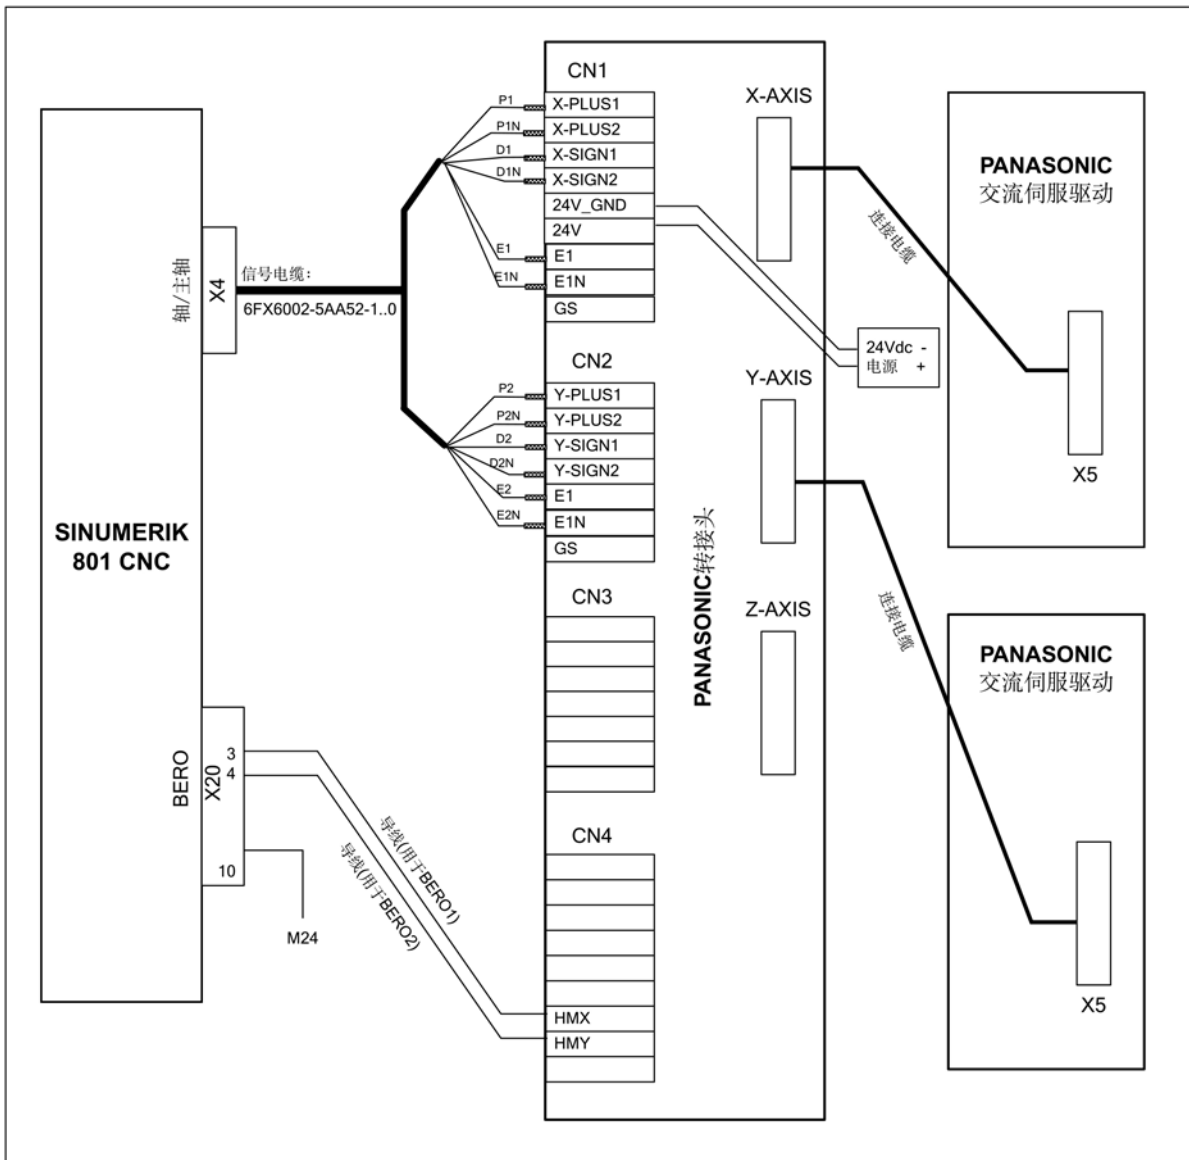 SINUMERIK
801 CNC
轴/主轴
X4
信号电缆:
6FX6002-5AA52-1..0
BERO
X20
3
4
10
M24
导线(用于BERO1)
导线(用于BERO2)
P1
P1N
D1
D1N
E1
E1N
CN1
X-PLUS1
X-PLUS2
X-SIGN1
X-SIGN2
24V_GND
24V
E1
E1N
GS
P2
P2N
D2
D2N
E2
E2N
CN2
Y-PLUS1
Y-PLUS2
Y-SIGN1
Y-SIGN2
E1
E1N
GS
CN3
CN4
HMX
HMY
PANASONIC转接头
X-AXIS
Y-AXIS
Z-AXIS
24Vdc -
电源 +
连接电缆
连接电缆
PANASONIC
交流伺服驱动
X5
PANASONIC
交流伺服驱动
X5